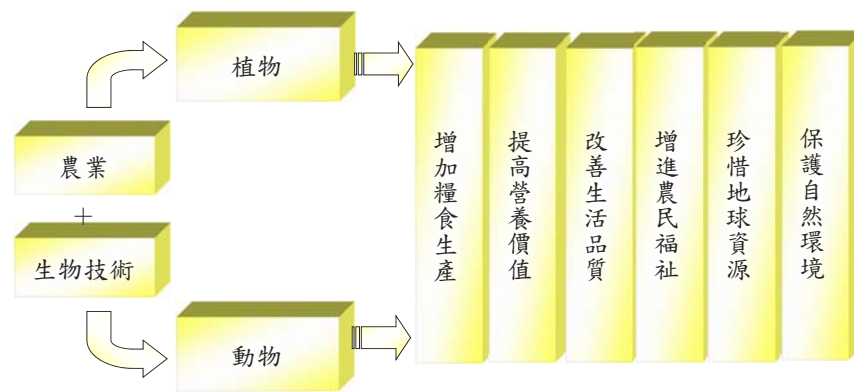 植物
農業
+
生物技術
動物
增加糧食生產
提高營養價值
改善生活品質
增進農民福祉
珍惜地球資源
保護自然環境